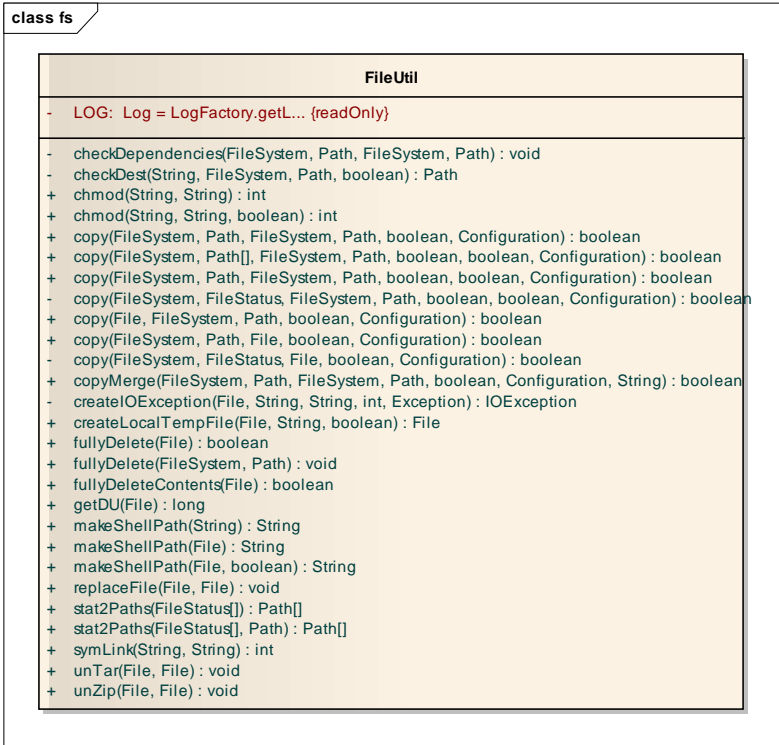 class fs
FileUtil
- LOG: Log = LogFactory.getL... {readOnly}
- checkDependencies(FileSystem, Path, FileSystem, Path) : void
- checkDest(String, FileSystem, Path, boolean) : Path
+ chmod(String, String) : int
+ chmod(String, String, boolean) : int
+ copy(FileSystem, Path, FileSystem, Path, boolean, Configuration) : boolean
+ copy(FileSystem, Path[], FileSystem, Path, boolean, boolean, Configuration) : boolean
+ copy(FileSystem, Path, FileSystem, Path, boolean, boolean, Configuration) : boolean
- copy(FileSystem, FileStatus, FileSystem, Path, boolean, boolean, Configuration) : boolean
+ copy(File, FileSystem, Path, boolean, Configuration) : boolean
+ copy(FileSystem, Path, File, boolean, Configuration) : boolean
- copy(FileSystem, FileStatus, File, boolean, Configuration) : boolean
+ copyMerge(FileSystem, Path, FileSystem, Path, boolean, Configuration, String) : boolean
- createIOException(File, String, String, int, Exception) : IOException
+ createLocalTempFile(File, String, boolean) : File
+ fullyDelete(File) : boolean
+ fullyDelete(FileSystem, Path) : void
+ fullyDeleteContents(File) : boolean
+ getDU(File) : long
+ makeShellPath(String) : String
+ makeShellPath(File) : String
+ makeShellPath(File, boolean) : String
+ replaceFile(File, File) : void
+ stat2Paths(FileStatus[]) : Path[]
+ stat2Paths(FileStatus[], Path) : Path[]
+ symLink(String, String) : int
+ unTar(File, File) : void
+ unZip(File, File) : void